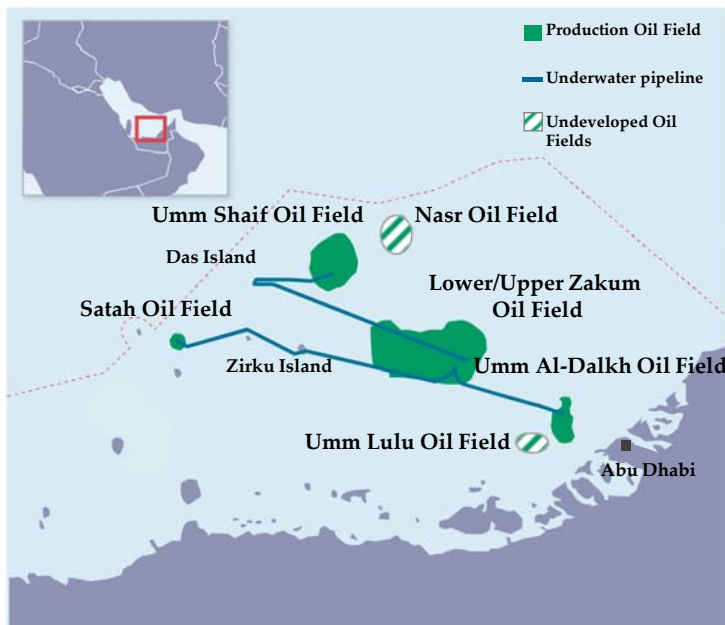 Production Oil Field
Underwater pipeline
Undeveloped Oil
Fields
Umm Shaif Oil Field
Nasr Oil Field
Das Island
Lower/Upper Zakum
Oil Field
Satah Oil Field
Zirku Island
Umm Al-Dalkh Oil Field
Umm Lulu Oil Field
Abu Dhabi